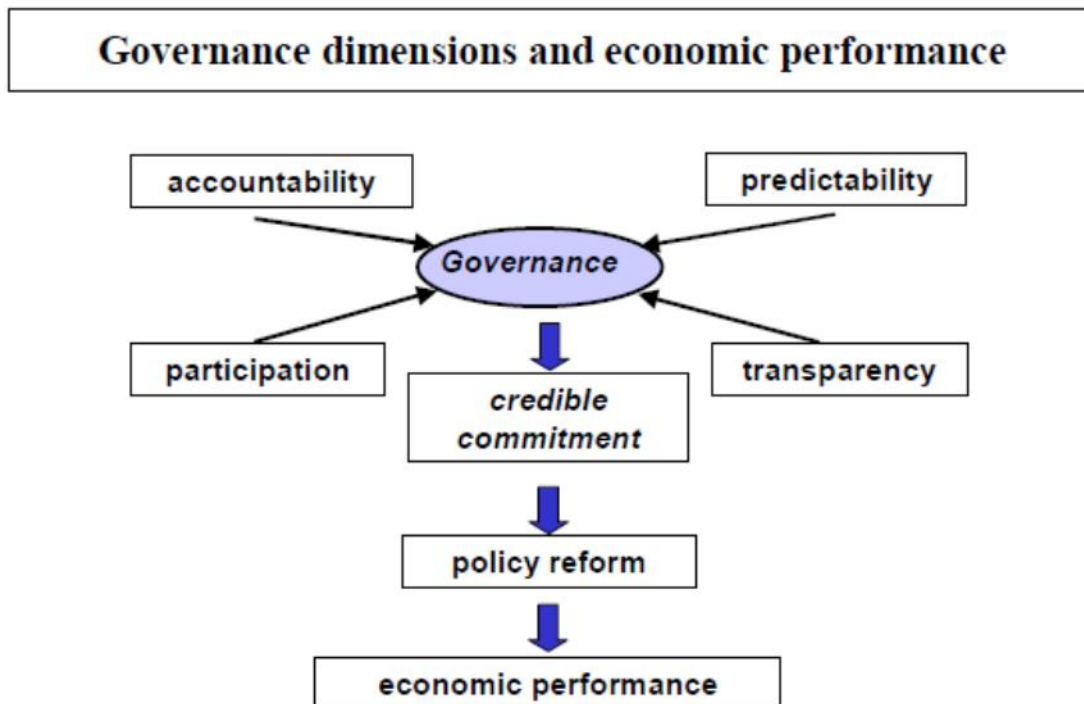 Governance dimensions and economic performance
accountability
predictability
Governance
participation
transparency
credible
commitment
policy reform
economic performance